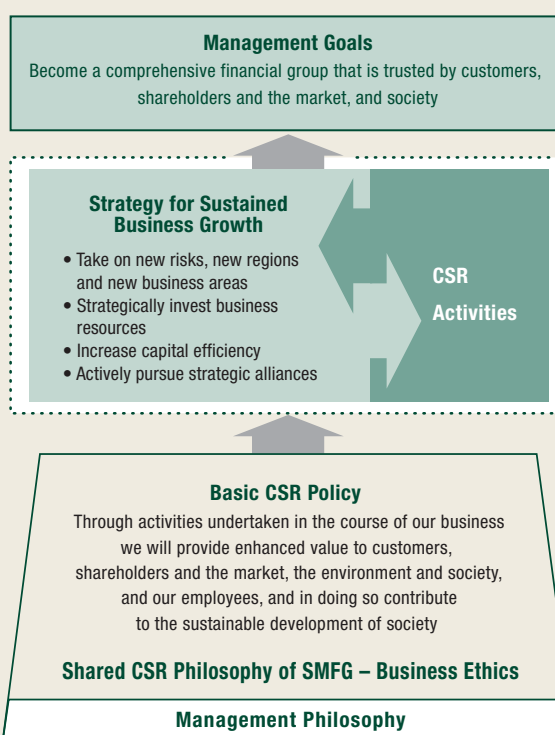 Management Goals
Become a comprehensive financial group that is trusted by customers,
shareholders and the market, and society
Strategy for Sustained
Business Growth
• Take on new risks, new regions
and new business areas
• Strategically invest business
resources
• Increase capital efficiency
• Actively pursue strategic alliances
CSR
Activities
Basic CSR Policy
Through activities undertaken in the course of our business
we will provide enhanced value to customers,
shareholders and the market, the environment and society,
and our employees, and in doing so contribute
to the sustainable development of society
Shared CSR Philosophy of SMFG – Business Ethics
Management Philosophy